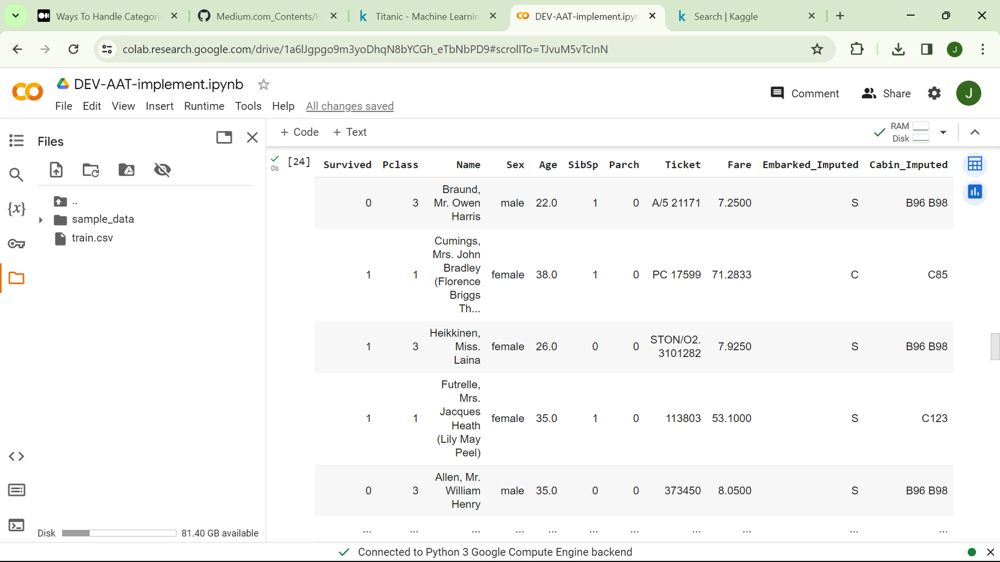 Ways To Handle Categori
Medium.com_Contents/H
Titanic - Machine Learnin
DEV-AAT-implement.ipyn
Search | Kaggle
colab.research.google.com/drive/1a6lJgpgo9m3yoDhqN8bYCGh_eTbNbPD9#scrollTo=TJvuM5vTcInN
J
DEV-AAT-implement.ipynb
Comment
Share
J
File Edit View Insert Runtime Tools Help All changes saved
Files
+ Code + Text
RAM
Disk
..
sample_data
train.csv
{x}
Disk 81.40 GB available
[24]
0s
Survived Pclass Name Sex Age SibSp Parch Ticket Fare Embarked_Imputed Cabin_Imputed
0 3 Braund, Mr. Owen Harris male 22.0 1 0 A/5 21171 7.2500 S B96 B98
1 1 Cumings, Mrs. John Bradley (Florence Briggs Th... female 38.0 1 0 PC 17599 71.2833 C C85
1 3 Heikkinen, Miss. Laina female 26.0 0 0 STON/O2. 3101282 7.9250 S B96 B98
1 1 Futrelle, Mrs. Jacques Heath (Lily May Peel) female 35.0 1 0 113803 53.1000 S C123
0 3 Allen, Mr. William Henry male 35.0 0 0 373450 8.0500 S B96 B98
... ... ... ... ... ... ... ... ... ... ...
Connected to Python 3 Google Compute Engine backend